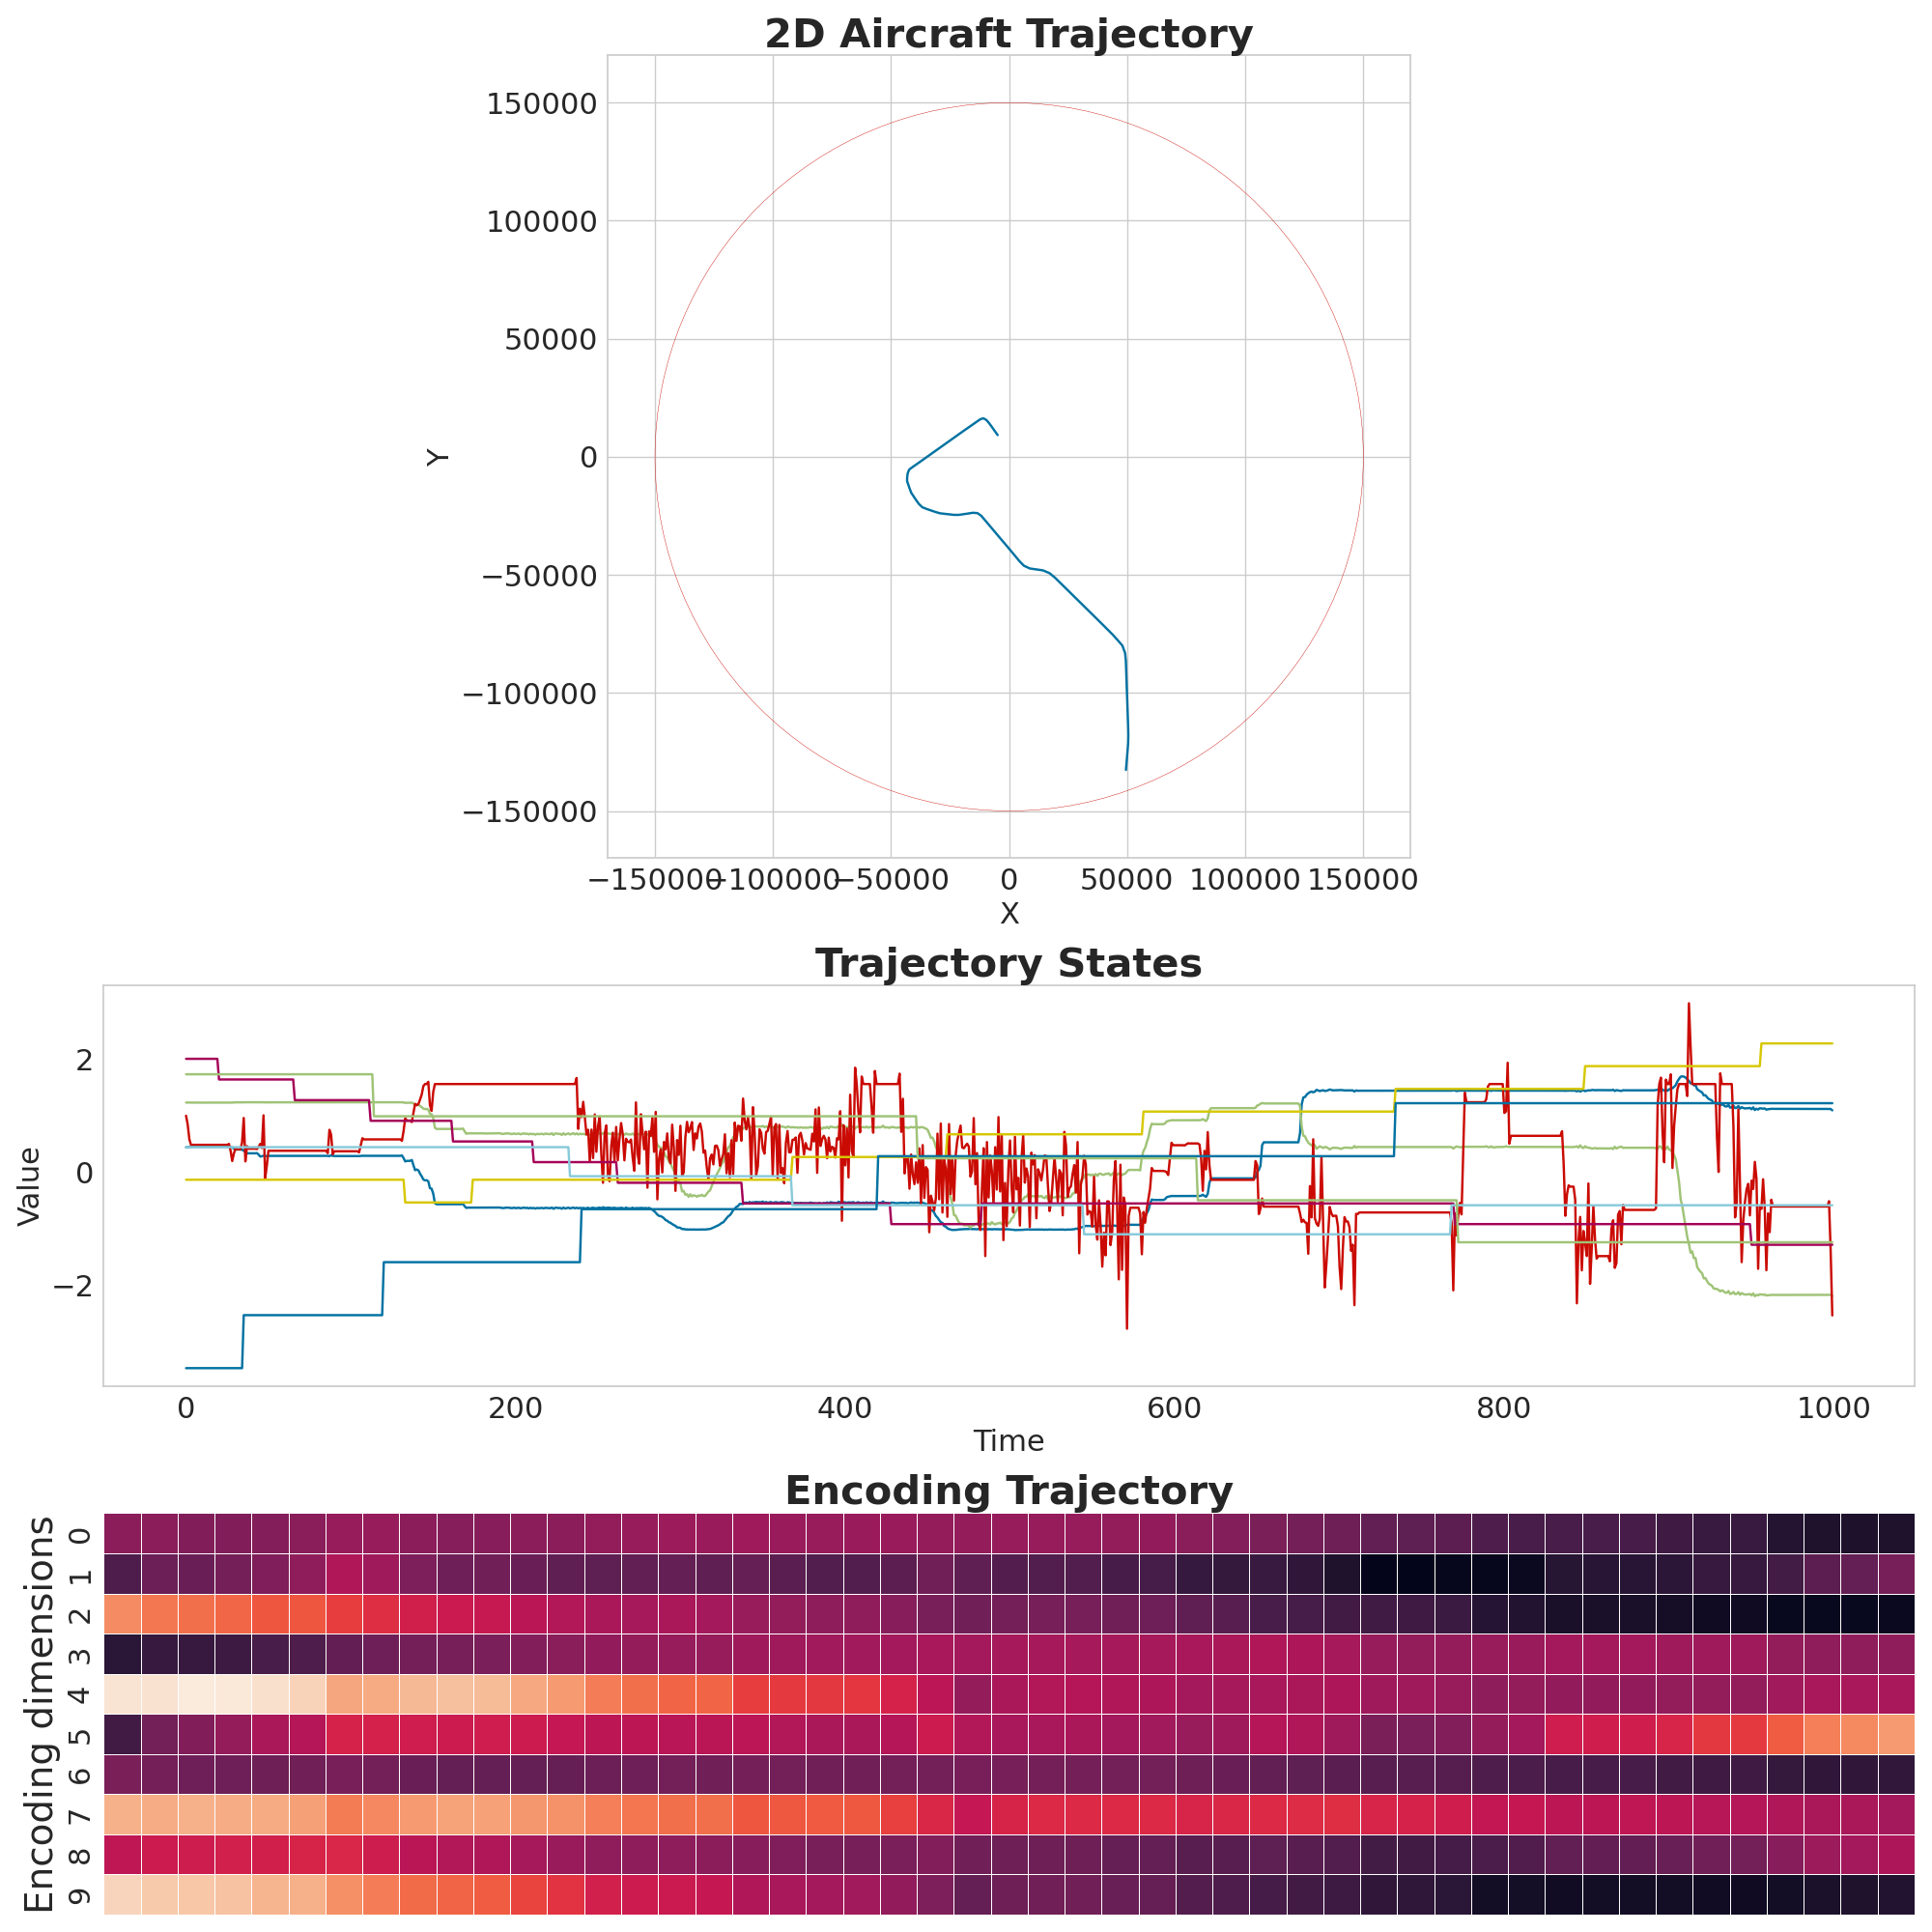 2D Aircraft Trajectory
150000
100000
50000
0
−50000
−100000
−150000
Y
−150000 −100000 −50000 0 50000 100000 150000
X
Trajectory States
2
0
−2
Value
0 200 400 600 800 1000
Time
Encoding Trajectory
Encoding dimensions
0
1
2
3
4
5
6
7
8
9